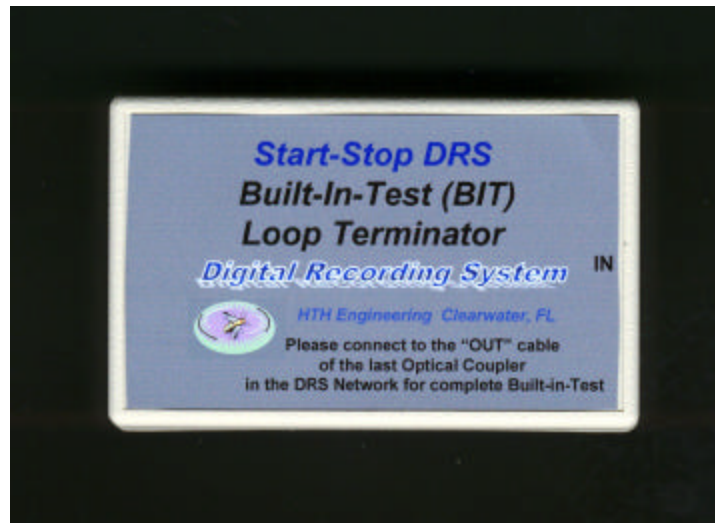 Start-Stop DRS
Built-In-Test (BIT)
Loop Terminator
Digital Recording System
IN
HTH Engineering Clearwater, FL
Please connect to the “OUT” cable
of the last Optical Coupler
in the DRS Network for complete Built-in-Test